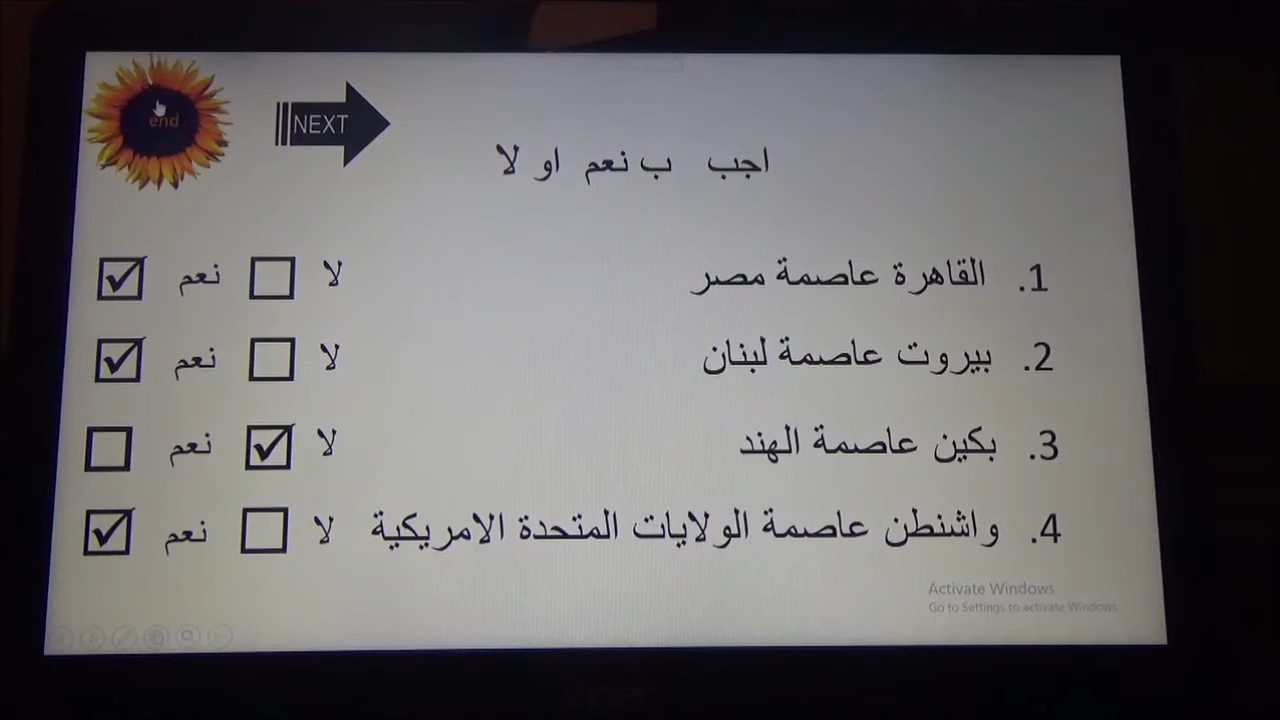 end
NEXT
اجب ب نعم او لا
1. القاهرة عاصمة مصر لا نعم
2. بيروت عاصمة لبنان لا نعم
3. بكين عاصمة الهند لا نعم
4. واشنطن عاصمة الولايات المتحدة الامريكية لا نعم
Activate Windows
Go to Settings to activate Windows